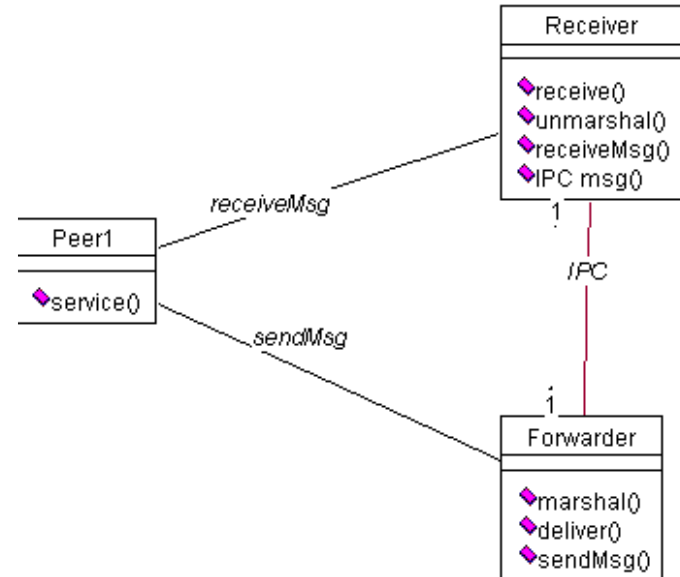 Receiver
receive()
unmarshal()
receiveMsg()
IPC msg()
receiveMsg
1
Peer1
IPC
service()
sendMsg
1
Forwarder
marshal()
deliver()
sendMsg()